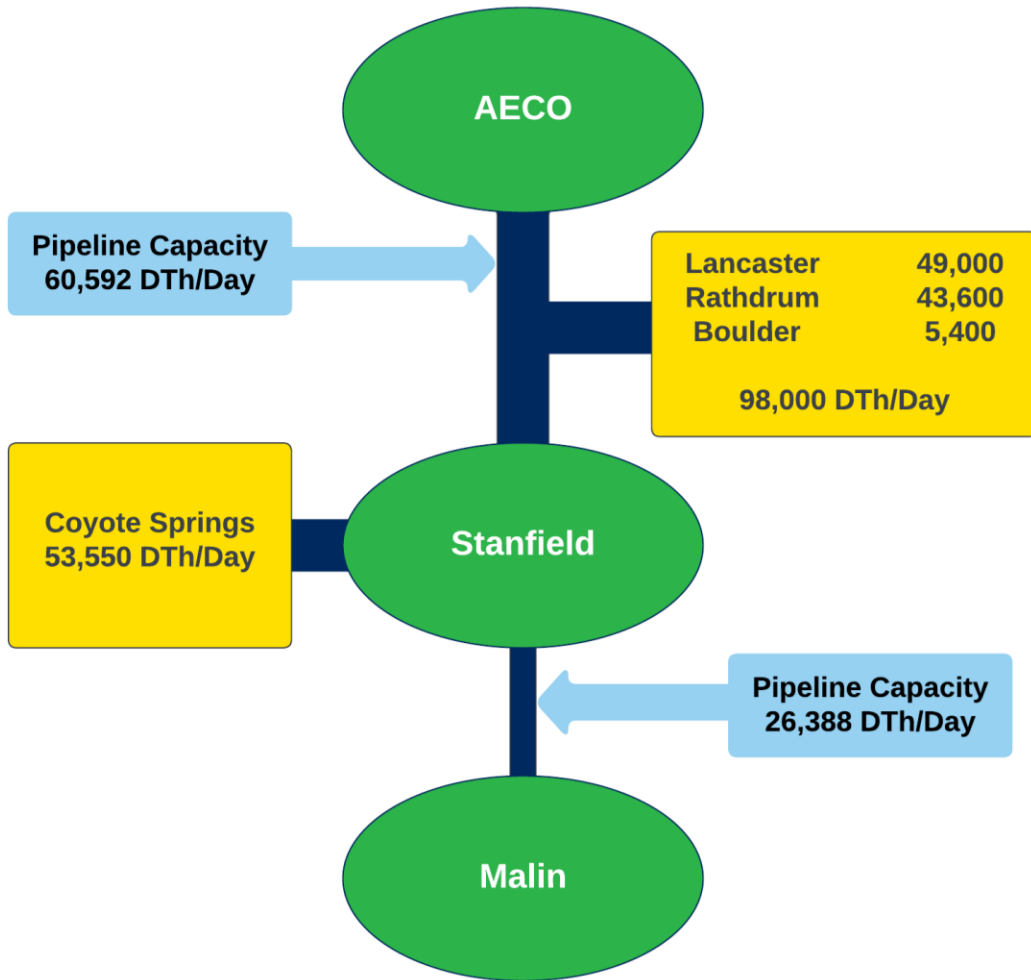 AECO
Pipeline Capacity
60,592 DTh/Day
Lancaster 49,000
Rathdrum 43,600
Boulder 5,400
98,000 DTh/Day
Coyote Springs
53,550 DTh/Day
Stanfield
Pipeline Capacity
26,388 DTh/Day
Malin